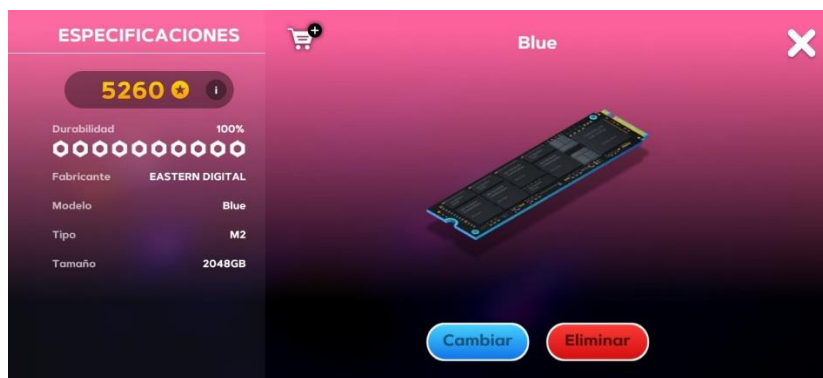 ESPECIFICACIONES
Blue
5260
i
Durabilidad 100%
Fabricante EASTERN DIGITAL
Modelo Blue
Tipo M2
Tamaño 2048GB
Cambiar Eliminar